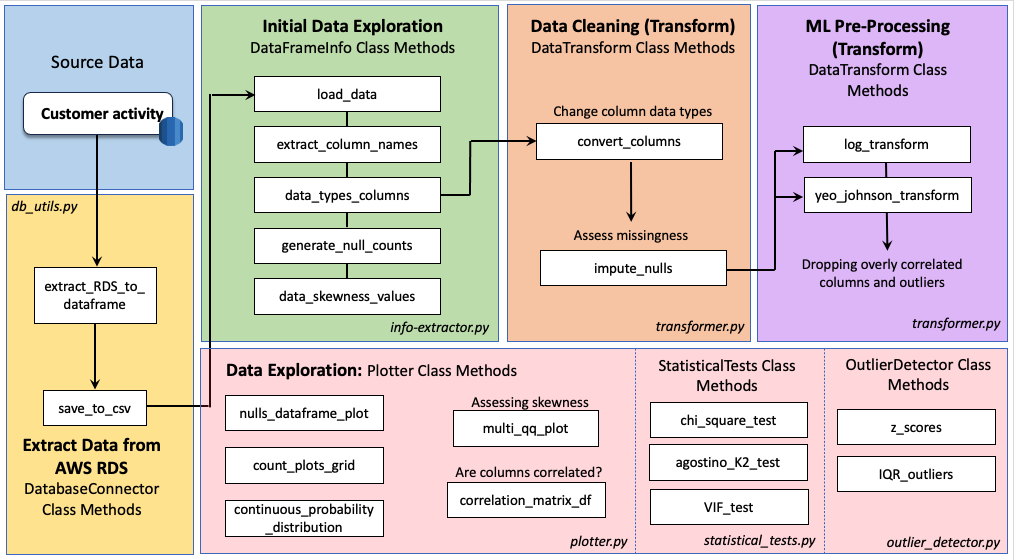 Source Data
Customer activity
db_utils.py
extract_RDS_to_
dataframe
save_to_csv
Extract Data from
AWS RDS
DatabaseConnector
Class Methods
Initial Data Exploration
DataFrameInfo Class Methods
load_data
extract_column_names
data_types_columns
generate_null_counts
data_skewness_values
info-extractor.py
Data Cleaning (Transform)
DataTransform Class Methods
Change column data types
convert_columns
Assess missingness
impute_nulls
transformer.py
ML Pre-Processing
(Transform)
DataTransform Class
Methods
log_transform
yeo_johnson_transform
Dropping overly correlated
columns and outliers
transformer.py
Data Exploration: Plotter Class Methods
nulls_dataframe_plot
count_plots_grid
continuous_probability
_distribution
Assessing skewness
multi_qq_plot
Are columns correlated?
correlation_matrix_df
plotter.py
StatisticalTests Class
Methods
chi_square_test
agostino_K2_test
VIF_test
statistical_tests.py
OutlierDetector Class
Methods
z_scores
IQR_outliers
outlier_detector.py